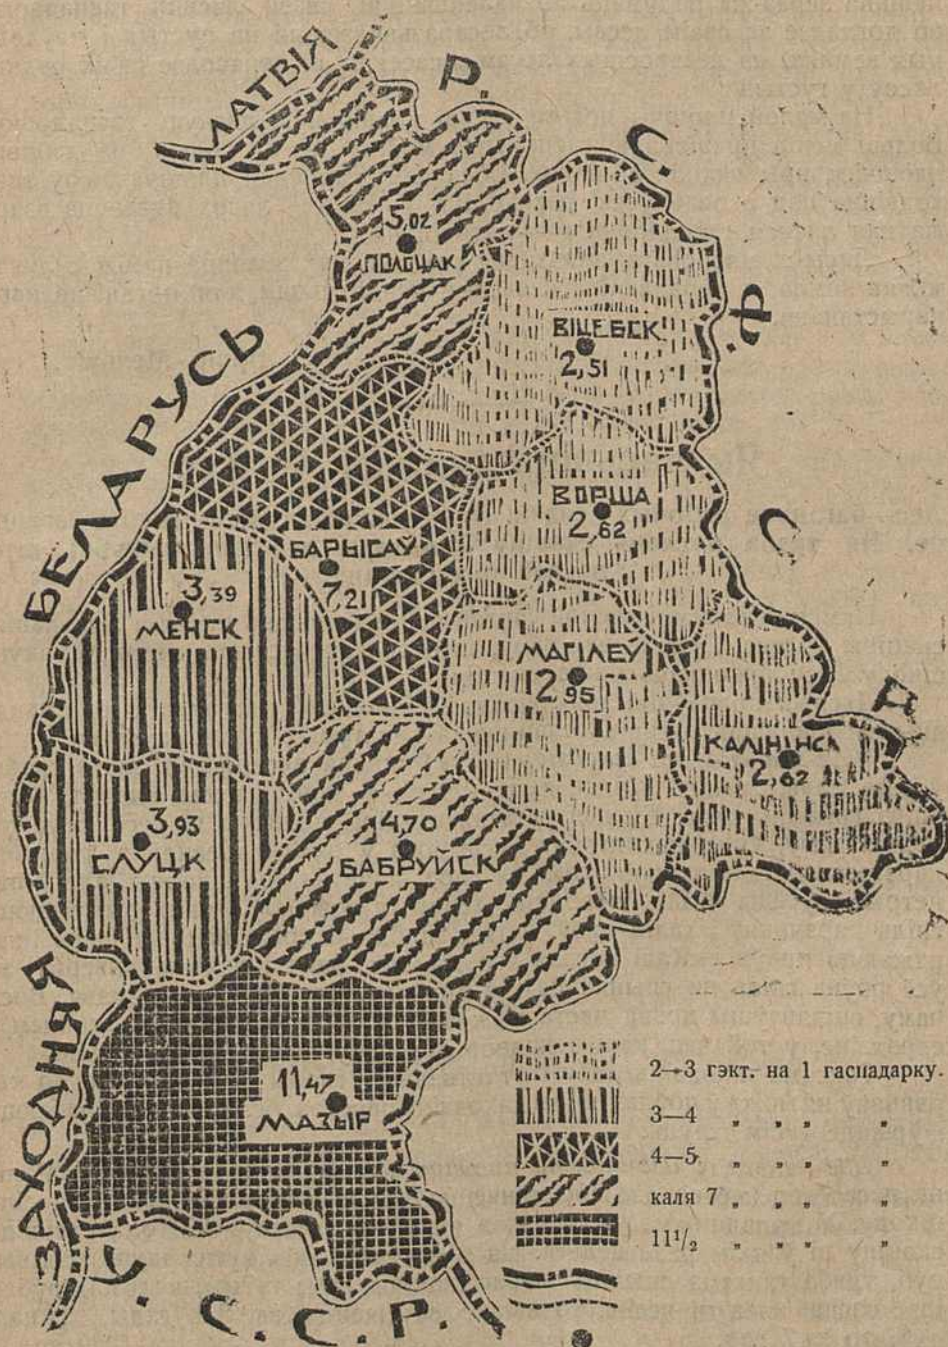 ЛАТВІЯ
Р. С. Ф. С. Р.
БЕЛАРУСЬ
ЗАХОДНЯЯ
У. С. С. Р.
5,02
ПОЛОЦАК
ВІЦЕБСК
2,51
ВОРША
2,62
БАРЫСАЎ
7,21
3,39
МЕНСК
МАГІЛЕЎ
2,95
КАЛІНІНСК
2,62
3,93
СЛУЦК
4,70
БАБРУЙСК
11,47
МАЗЫР
2—3 гэкт. на 1 гаспадарку.
3—4 „ „ „ „
4—5 „ „ „ „
каля 7 „ „ „ „
11¹/₂ „ „ „ „